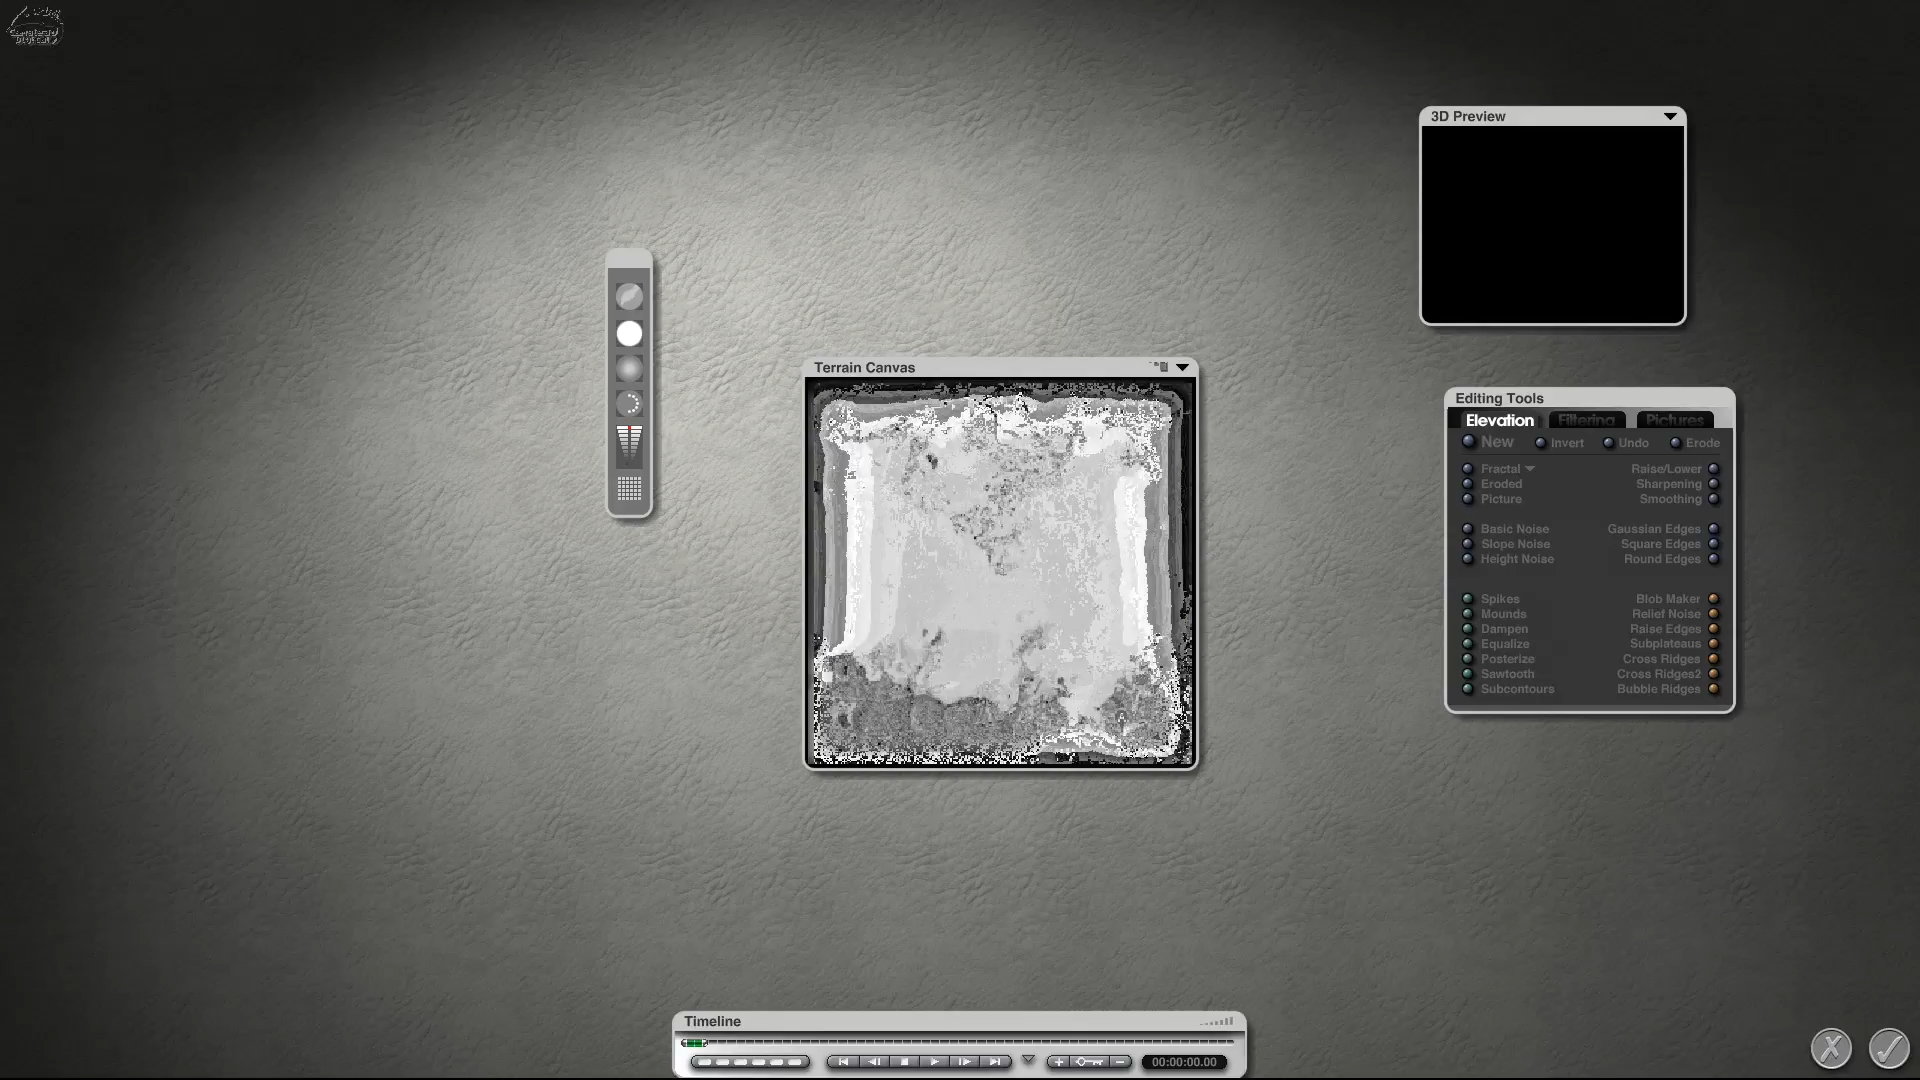 3D Preview
Terrain Canvas
Editing Tools
Elevation Filtering Pictures
New Invert Undo Erode
Fractal Raise/Lower
Eroded Sharpening
Picture Smoothing
Basic Noise Gaussian Edges
Slope Noise Square Edges
Height Noise Round Edges
Spikes Blob Maker
Mounds Relief Noise
Dampen Raise Edges
Equalize Subplateaus
Posterize Cross Ridges
Sawtooth Cross Ridges2
Subcontours Bubble Ridges
Timeline
00:00:00.00